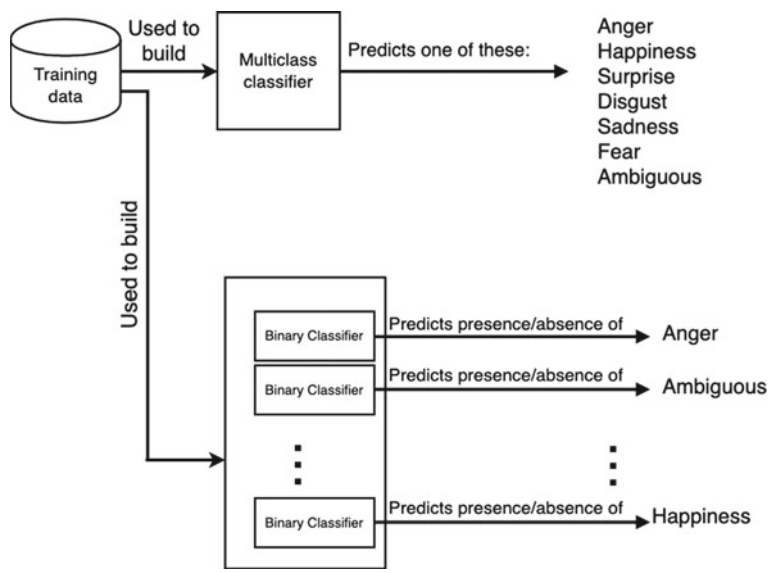 Training
data
Used to
build
Multiclass
classifier
Predicts one of these:
Anger
Happiness
Surprise
Disgust
Sadness
Fear
Ambiguous
Used to build
Binary Classifier
Predicts presence/absence of
Anger
Binary Classifier
Predicts presence/absence of
Ambiguous
Binary Classifier
Predicts presence/absence of
Happiness